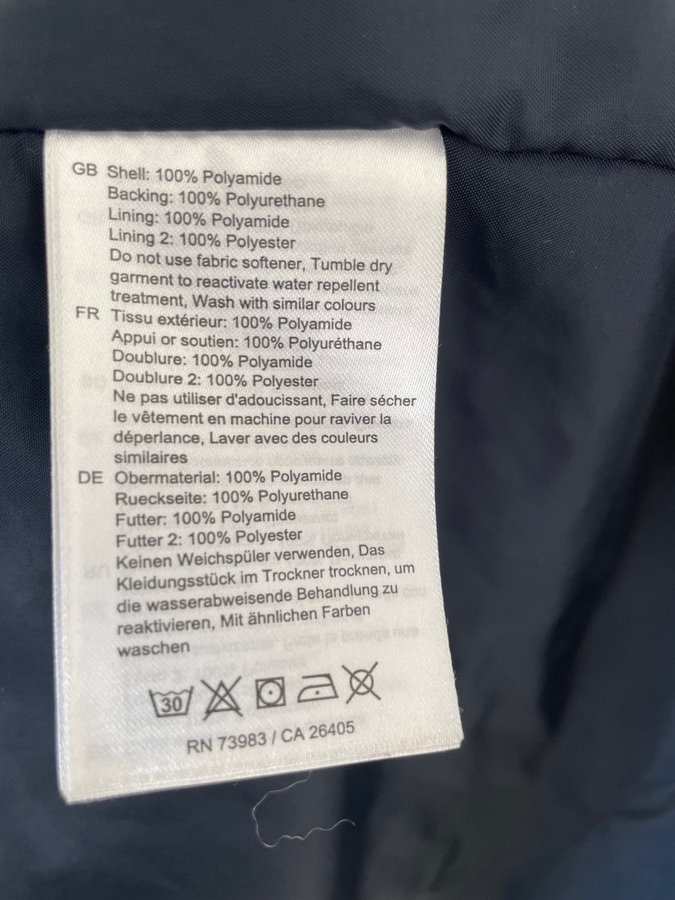 GB Shell: 100% Polyamide
Backing: 100% Polyurethane
Lining: 100% Polyamide
Lining 2: 100% Polyester
Do not use fabric softener, Tumble dry
garment to reactivate water repellent
treatment, Wash with similar colours
FR Tissu extérieur: 100% Polyamide
Appui or soutien: 100% Polyuréthane
Doublure: 100% Polyamide
Doublure 2: 100% Polyester
Ne pas utiliser d'adoucissant, Faire sécher
le vêtement en machine pour raviver la
déperlance, Laver avec des couleurs
similaires
DE Obermaterial: 100% Polyamide
Rueckseite: 100% Polyurethane
Futter: 100% Polyamide
Futter 2: 100% Polyester
Keinen Weichspüler verwenden, Das
Kleidungsstück im Trockner trocknen, um
die wasserabweisende Behandlung zu
reaktivieren, Mit ähnlichen Farben
waschen
30
RN 73983 / CA 26405